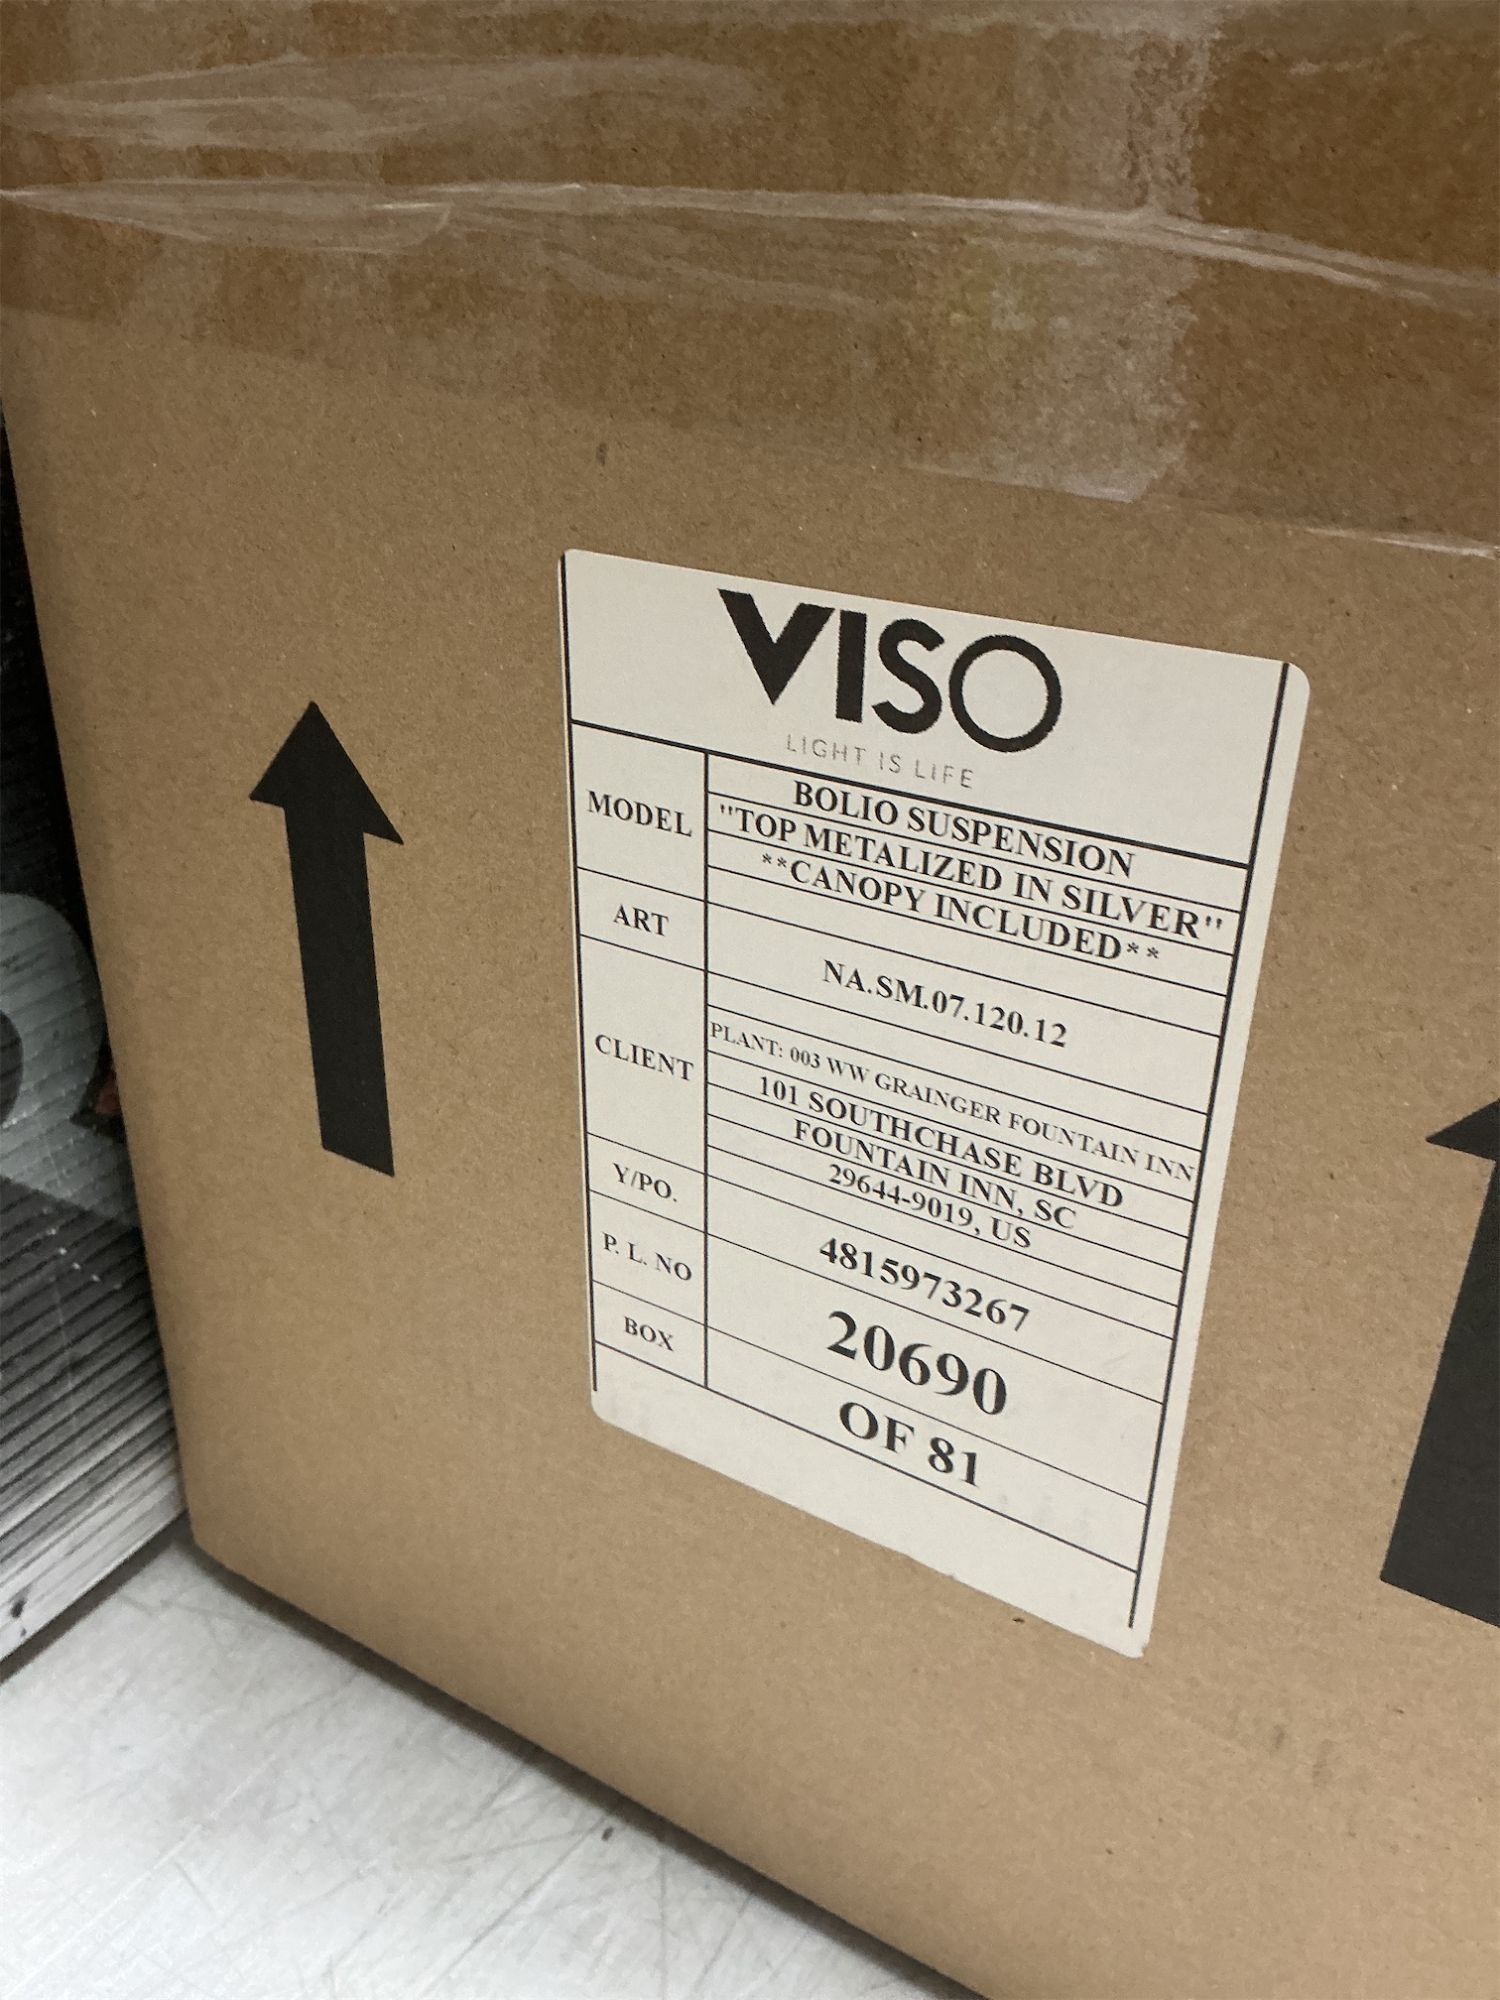 VISO
LIGHT IS LIFE
MODEL
BOLIO SUSPENSION
"TOP METALIZED IN SILVER"
**CANOPY INCLUDED**
ART
NA.SM.07.120.12
CLIENT
PLANT: 003 WW GRAINGER FOUNTAIN INN
101 SOUTHCHASE BLVD
FOUNTAIN INN, SC
29644-9019, US
Y/PO.
4815973267
P. L. NO
20690
BOX
OF 81